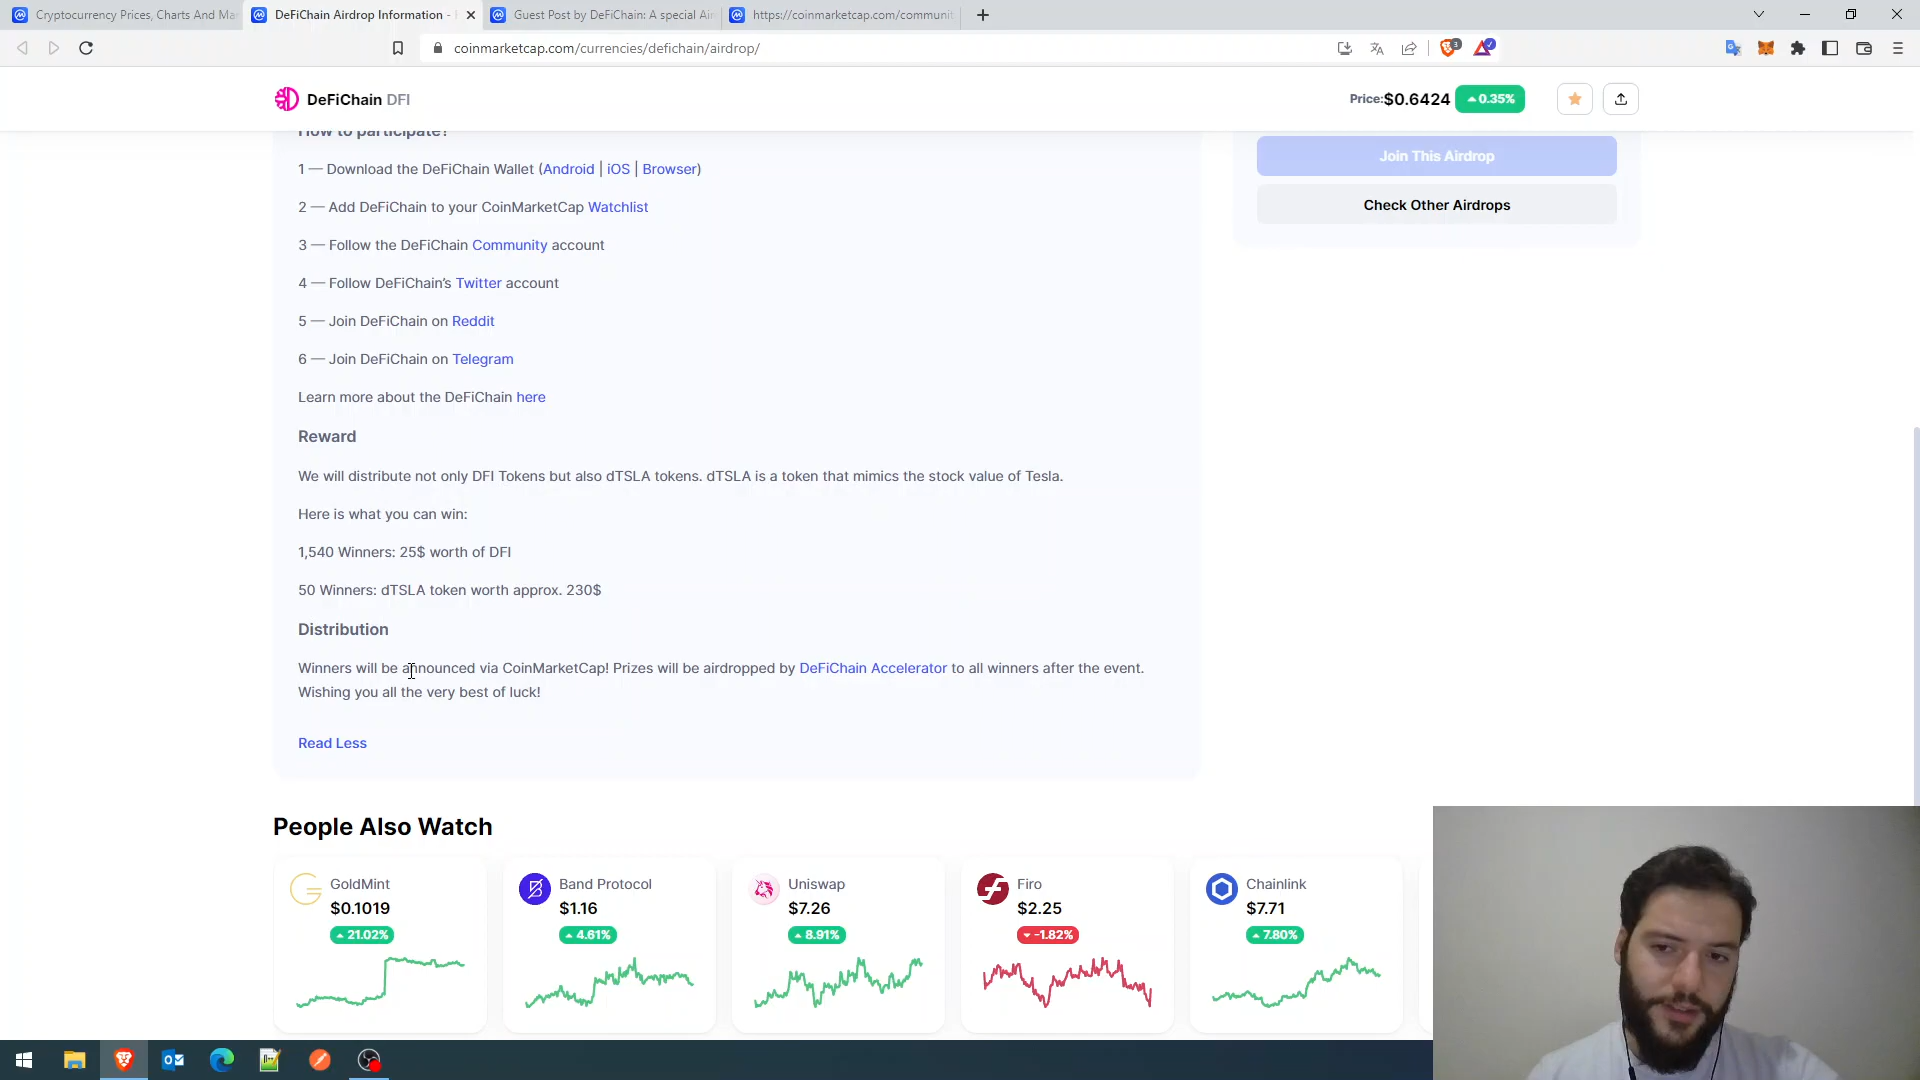 Cryptocurrency Prices, Charts And Ma
DeFiChain Airdrop Information -
Guest Post by DeFiChain: A special Air
https://coinmarketcap.com/communit
coinmarketcap.com/currencies/defichain/airdrop/
3
DeFiChain DFI
Price:$0.6424
0.35%
How to participate?
1 — Download the DeFiChain Wallet (Android | iOS | Browser)
2 — Add DeFiChain to your CoinMarketCap Watchlist
3 — Follow the DeFiChain Community account
4 — Follow DeFiChain’s Twitter account
5 — Join DeFiChain on Reddit
6 — Join DeFiChain on Telegram
Learn more about the DeFiChain here
Reward
We will distribute not only DFI Tokens but also dTSLA tokens. dTSLA is a token that mimics the stock value of Tesla.
Here is what you can win:
1,540 Winners: 25$ worth of DFI
50 Winners: dTSLA token worth approx. 230$
Distribution
Winners will be announced via CoinMarketCap! Prizes will be airdropped by DeFiChain Accelerator to all winners after the event.
Wishing you all the very best of luck!
Read Less
Join This Airdrop
Check Other Airdrops
People Also Watch
GoldMint
$0.1019
21.02%
Band Protocol
$1.16
4.61%
Uniswap
$7.26
8.91%
Firo
$2.25
-1.82%
Chainlink
$7.71
7.80%